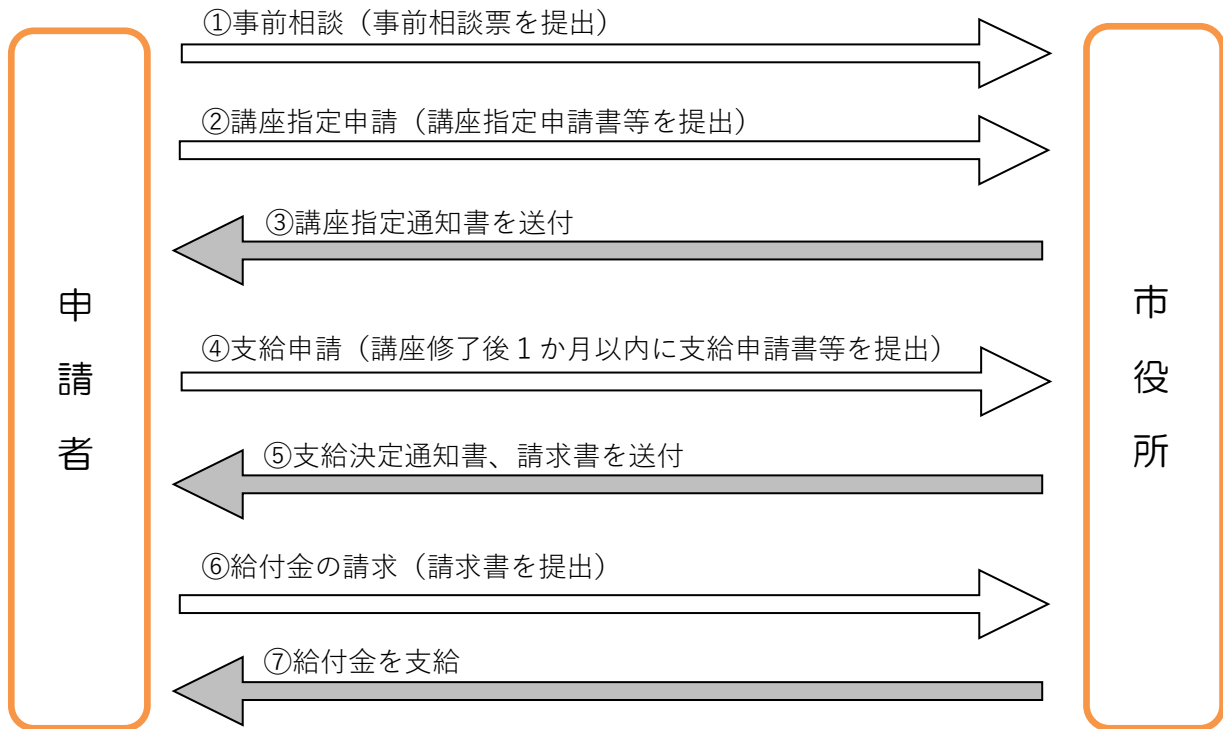 ①事前相談（事前相談票を提出）
②講座指定申請（講座指定申請書等を提出）
③講座指定通知書を送付
申請者
④支給申請（講座修了後１か月以内に支給申請書等を提出）
市役所
⑤支給決定通知書、請求書を送付
⑥給付金の請求（請求書を提出）
⑦給付金を支給